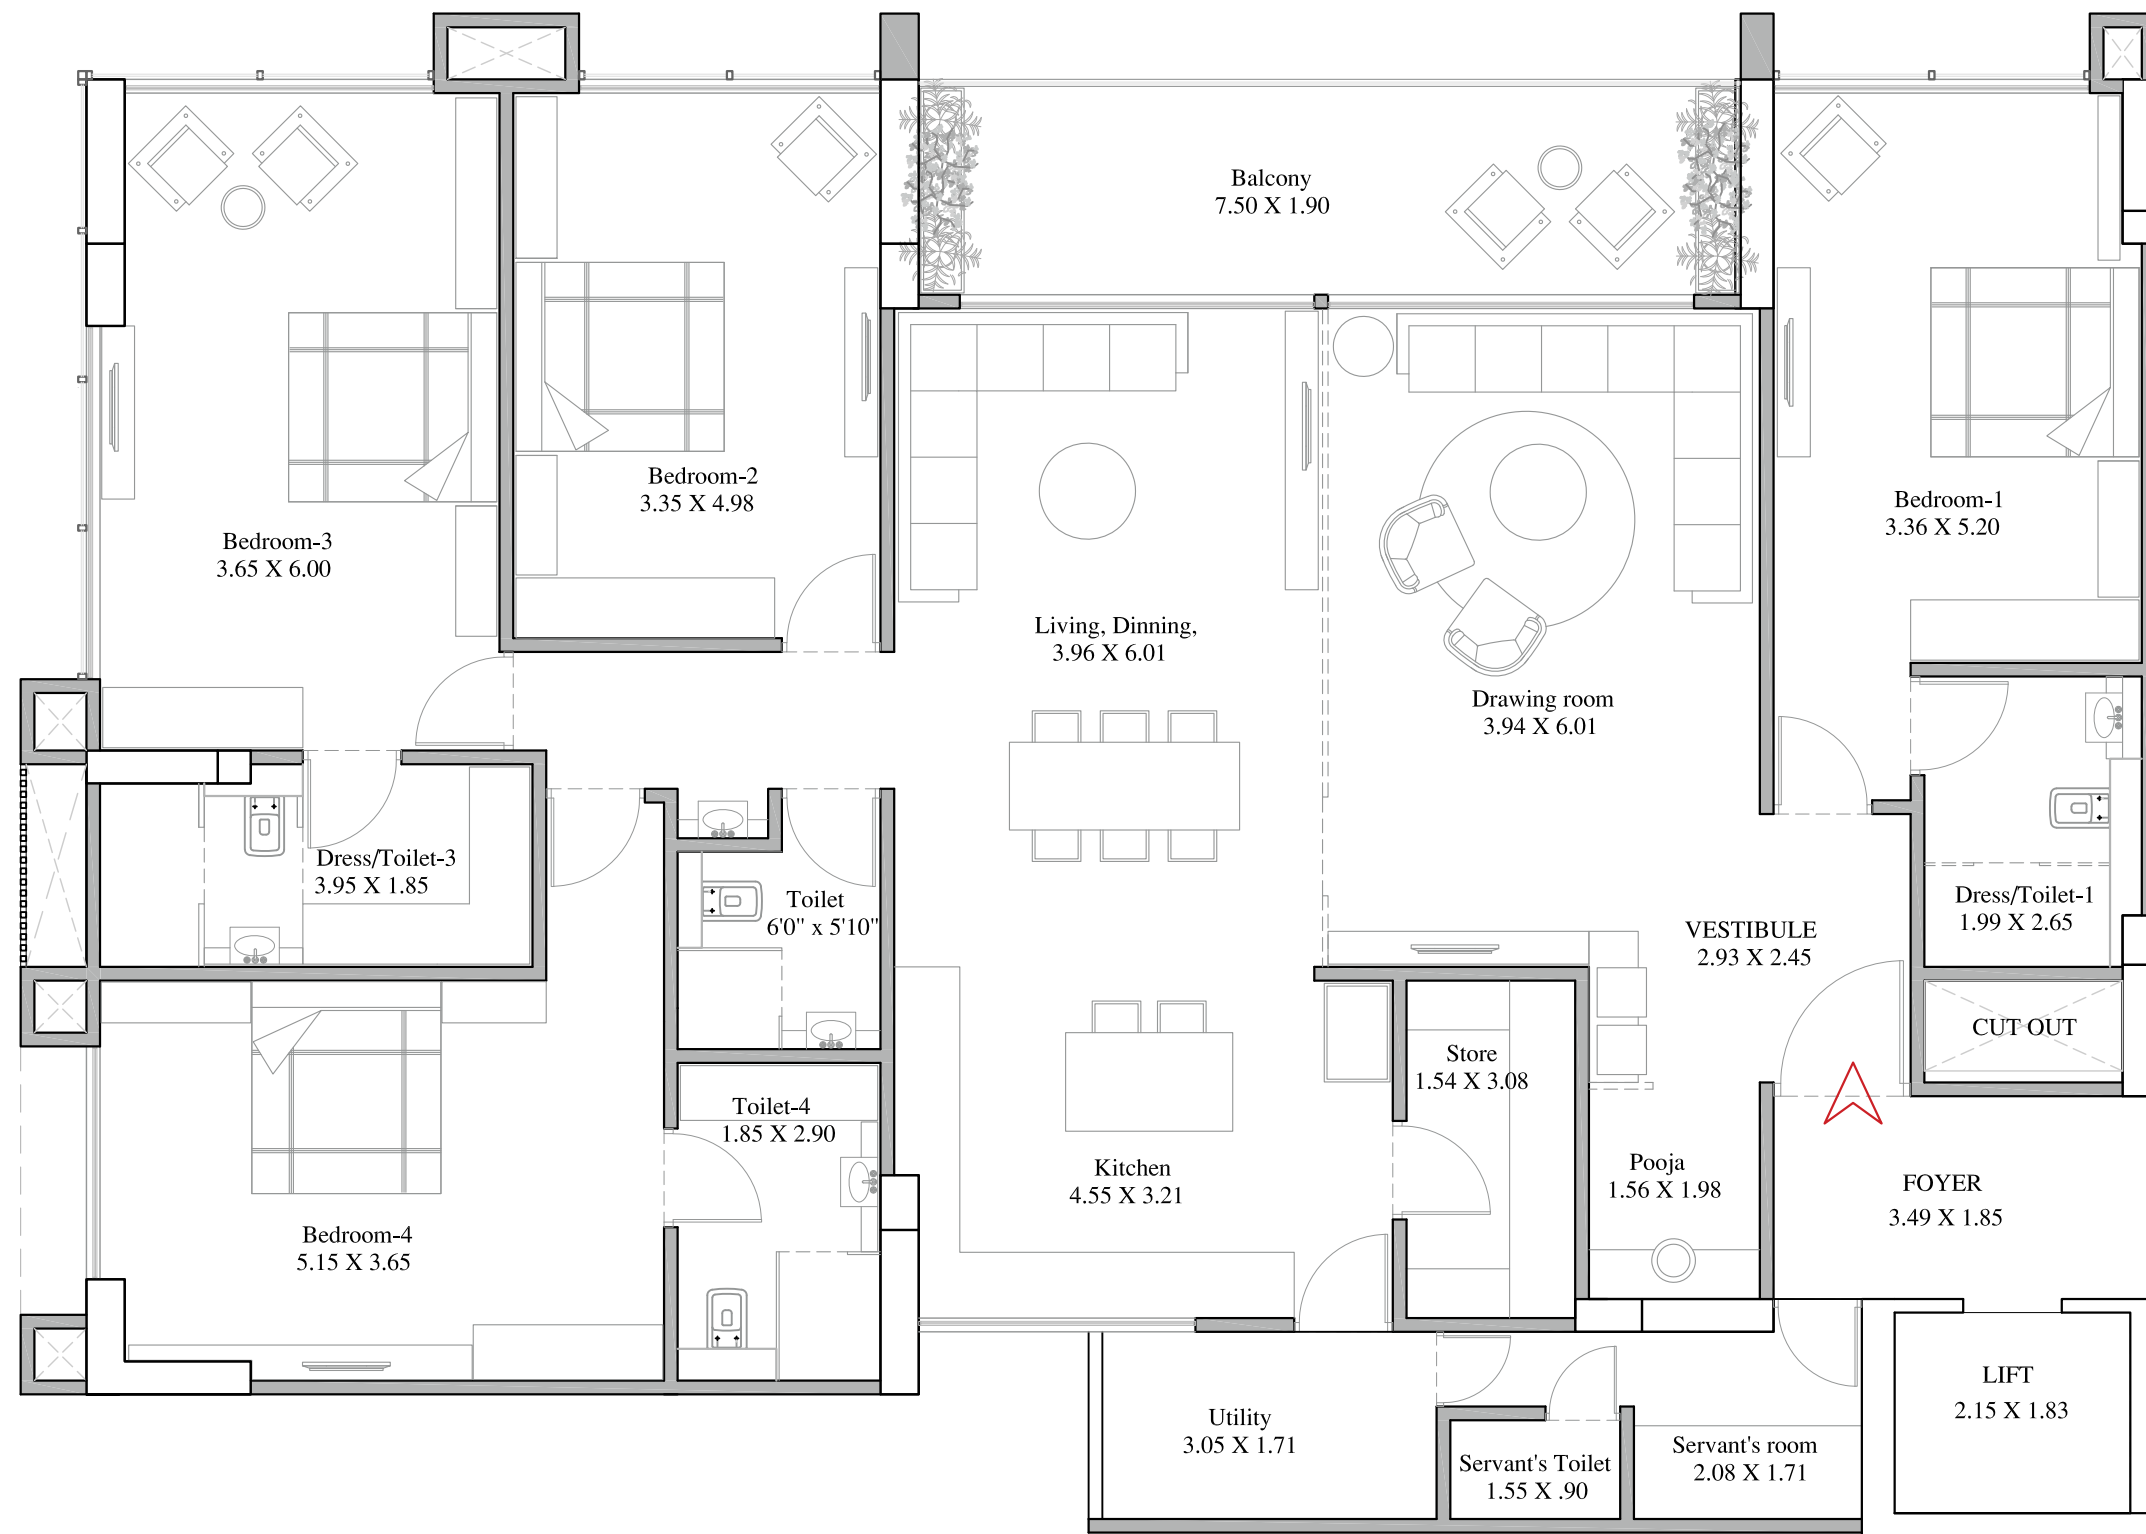 Balcony
7.50 X 1.90
Bedroom-2
3.35 X 4.98
Bedroom-1
3.36 X 5.20
Bedroom-3
3.65 X 6.00
Living, Dinning,
3.96 X 6.01
Drawing room
3.94 X 6.01
Dress/Toilet-3
3.95 X 1.85
Toilet
6'0" x 5'10"
Dress/Toilet-1
1.99 X 2.65
VESTIBULE
2.93 X 2.45
CUT OUT
Store
1.54 X 3.08
Toilet-4
1.85 X 2.90
Kitchen
4.55 X 3.21
Pooja
1.56 X 1.98
FOYER
3.49 X 1.85
Bedroom-4
5.15 X 3.65
LIFT
2.15 X 1.83
Utility
3.05 X 1.71
Servant's Toilet
1.55 X .90
Servant's room
2.08 X 1.71